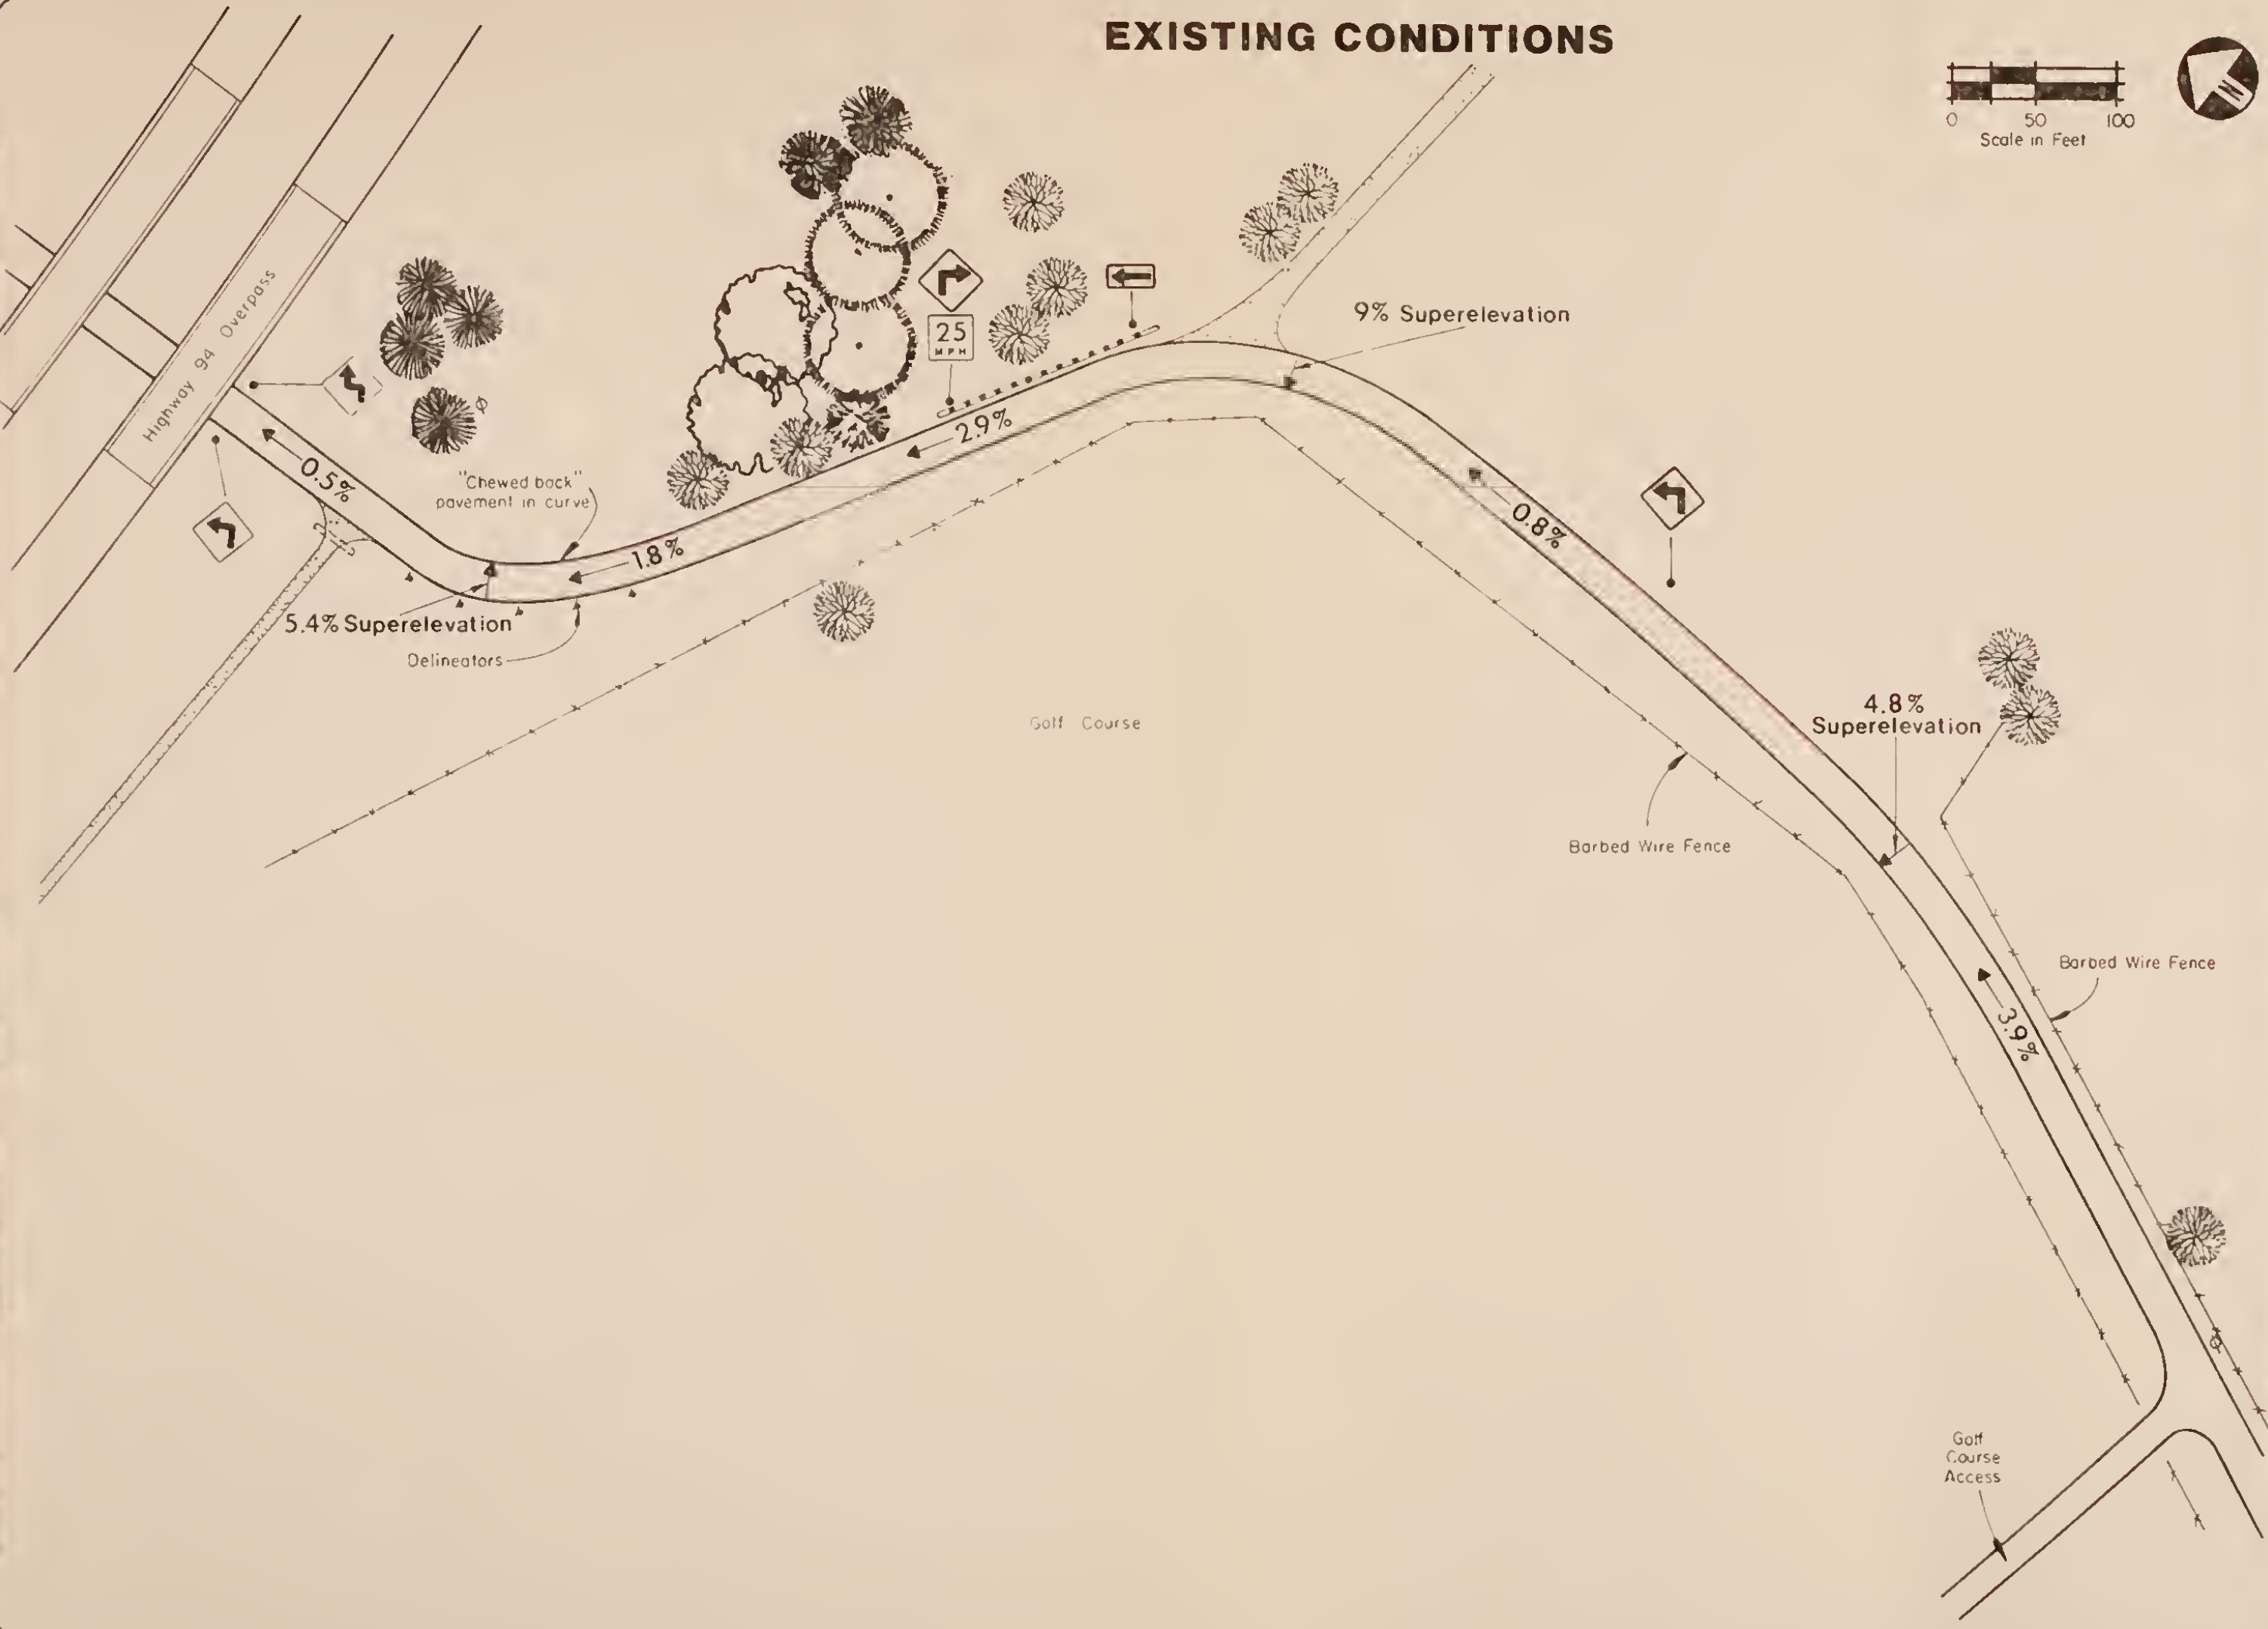 EXISTING CONDITIONS
0 50 100
Scale in Feet
N
Highway 94 Overpass
25
MPH
9% Superelevation
2.9%
0.5%
"Chewed back"
pavement in curve
0.8%
1.8%
5.4% Superelevation
Delineators
4.8%
Superelevation
Golf Course
Barbed Wire Fence
Barbed Wire Fence
3.9%
Golf
Course
Access